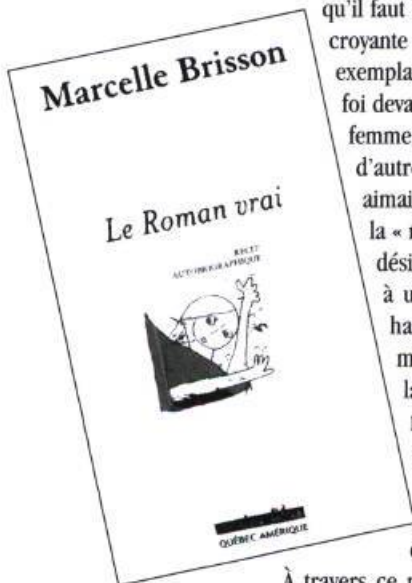 Marcelle Brisson
Le Roman vrai
RÉCIT
AUTOBIOGRAPHIQUE
QUÉBEC AMÉRIQUE
qu'il faut
croyante
exempla
foi deva
femme
d'autr
aimai
la « r
dési
à u
ha
m
la
À travers ce